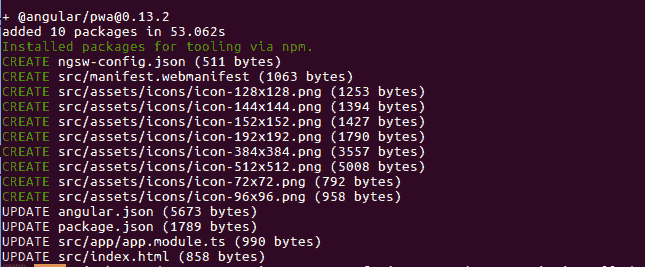 + @angular/pwa@0.13.2
added 10 packages in 53.062s
Installed packages for tooling via npm.
CREATE ngsw-config.json (511 bytes)
CREATE src/manifest.webmanifest (1063 bytes)
CREATE src/assets/icons/icon-128x128.png (1253 bytes)
CREATE src/assets/icons/icon-144x144.png (1394 bytes)
CREATE src/assets/icons/icon-152x152.png (1427 bytes)
CREATE src/assets/icons/icon-192x192.png (1790 bytes)
CREATE src/assets/icons/icon-384x384.png (3557 bytes)
CREATE src/assets/icons/icon-512x512.png (5008 bytes)
CREATE src/assets/icons/icon-72x72.png (792 bytes)
CREATE src/assets/icons/icon-96x96.png (958 bytes)
UPDATE angular.json (5673 bytes)
UPDATE package.json (1789 bytes)
UPDATE src/app/app.module.ts (990 bytes)
UPDATE src/index.html (858 bytes)